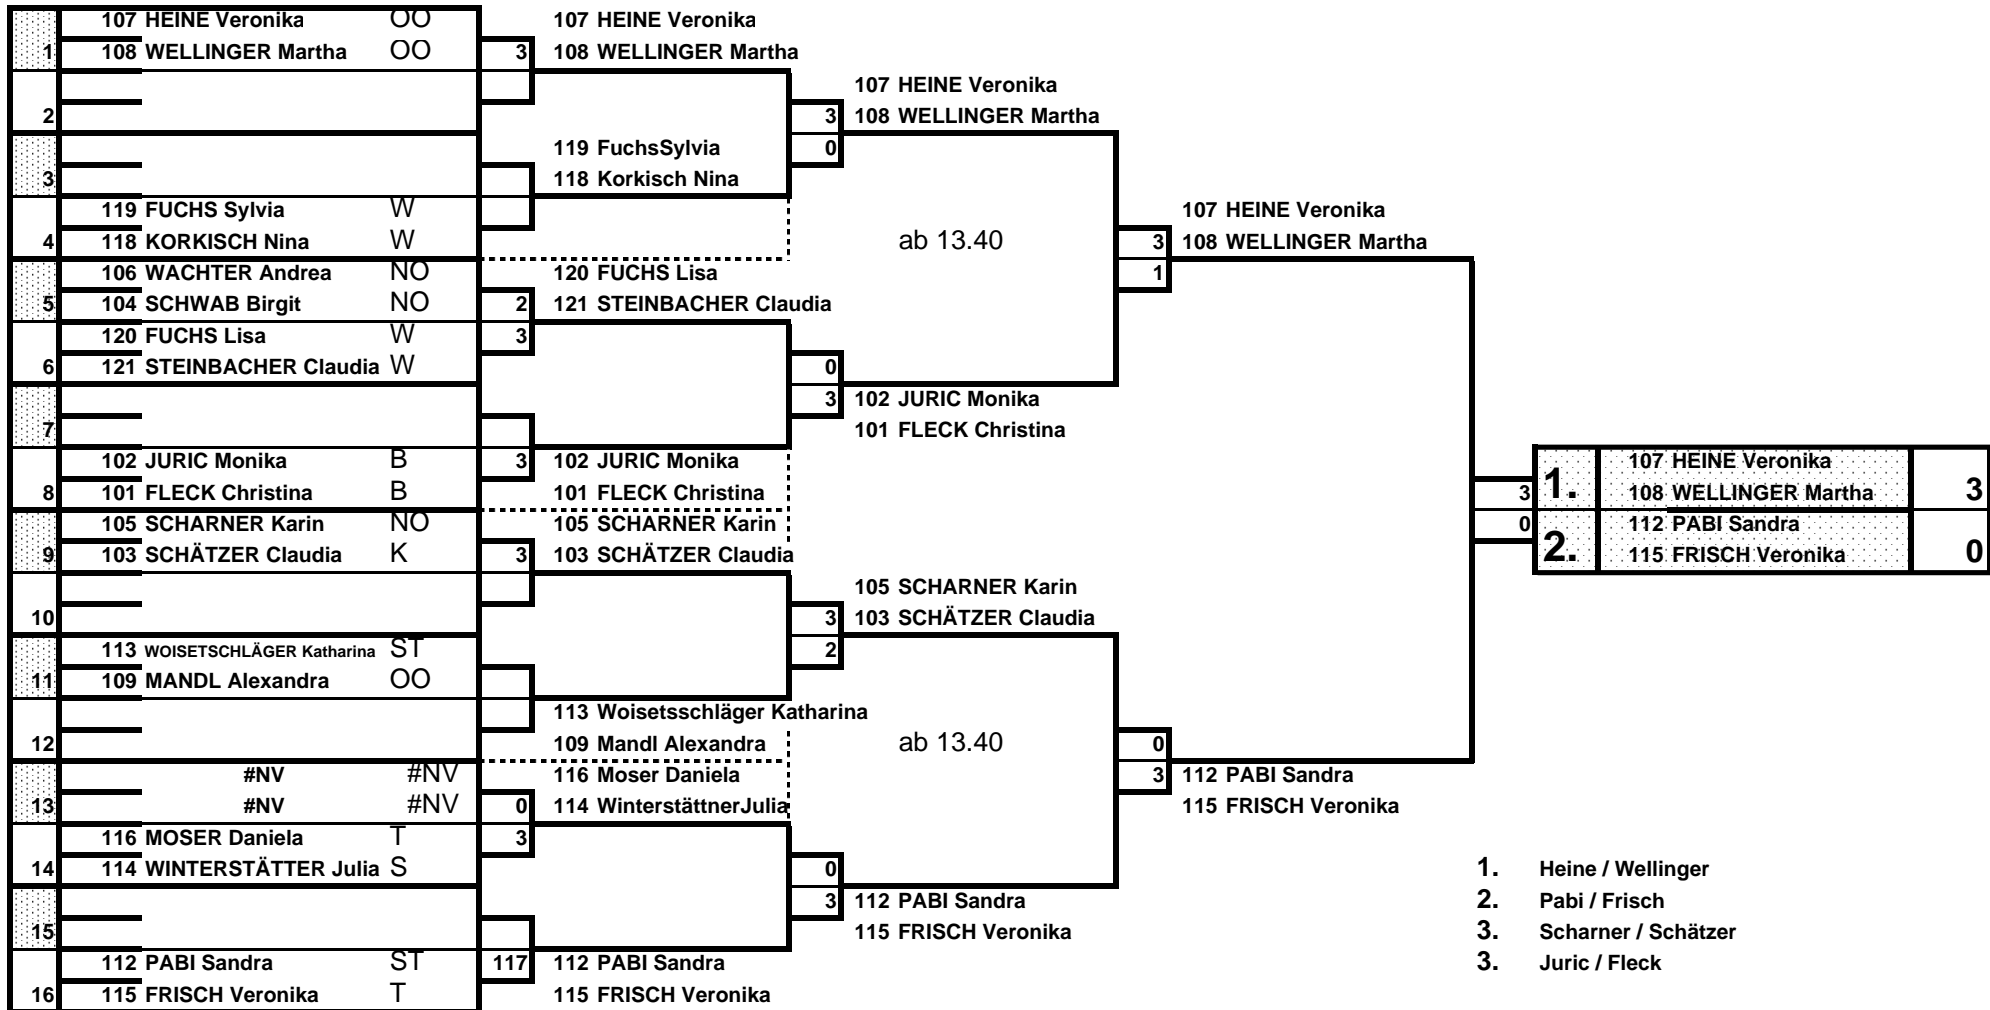 107 HEINE Veronika OO 107 HEINE Veronika
1 108 WELLINGER Martha OO 3 108 WELLINGER Martha
107 HEINE Veronika
2 3 108 WELLINGER Martha
119 FuchsSylvia 0
3 118 Korkisch Nina
119 FUCHS Sylvia W 107 HEINE Veronika
4 118 KORKISCH Nina W ab 13.40 3 108 WELLINGER Martha
106 WACHTER Andrea NO 120 FUCHS Lisa 1
5 104 SCHWAB Birgit NO 2 121 STEINBACHER Claudia
120 FUCHS Lisa W 3
6 121 STEINBACHER Claudia W 0
3 102 JURIC Monika
7 101 FLECK Christina
102 JURIC Monika B 3 102 JURIC Monika 1. 107 HEINE Veronika
8 101 FLECK Christina B 101 FLECK Christina 3 108 WELLINGER Martha 3
105 SCHARNER Karin NO 105 SCHARNER Karin 0 112 PABI Sandra
9 103 SCHÄTZER Claudia K 3 103 SCHÄTZER Claudia 2. 115 FRISCH Veronika 0
105 SCHARNER Karin
10 3 103 SCHÄTZER Claudia
113 WOISETSCHLÄGER Katharina ST 2
11 109 MANDL Alexandra OO
113 Woisetsschläger Katharina
12 109 Mandl Alexandra ab 13.40 0
#NV #NV 116 Moser Daniela 3 112 PABI Sandra
13 #NV #NV 0 114 WinterstättnerJulia 115 FRISCH Veronika
116 MOSER Daniela T 3
14 114 WINTERSTÄTTER Julia S 0 1. Heine / Wellinger
3 112 PABI Sandra 2. Pabi / Frisch
15 115 FRISCH Veronika 3. Scharner / Schätzer
112 PABI Sandra ST 117 112 PABI Sandra 3. Juric / Fleck
16 115 FRISCH Veronika T 115 FRISCH Veronika